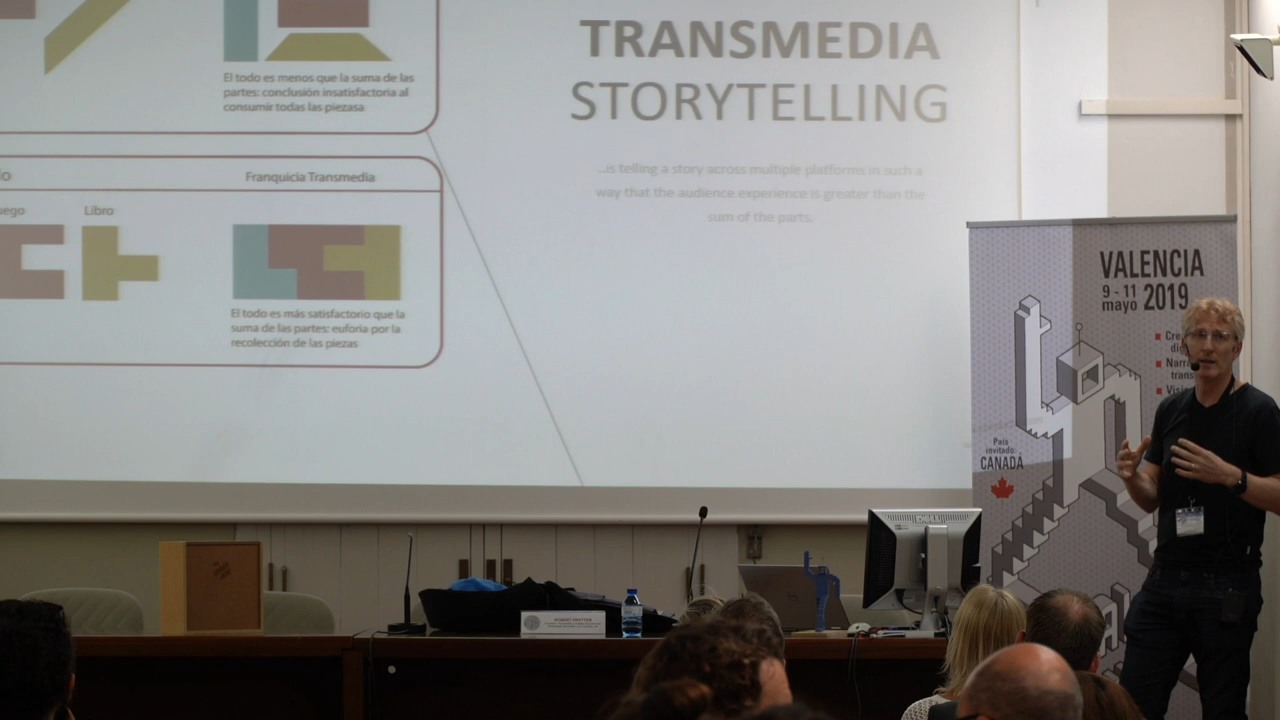 El todo es menos que la suma de las
partes: conclusión insatisfactoria al
consumir todas las piezasa
Franquicia Transmedia
Libro
El todo es más satisfactorio que la
suma de las partes: euforia por la
recolección de las piezas
TRANSMEDIA
STORYTELLING
...is telling a story across multiple platforms in such a
way that the audience experience is greater than the
sum of the parts.
VALENCIA
9 - 11
mayo 2019
País
invitado:
CANADÁ
ROBERT PRATTEN